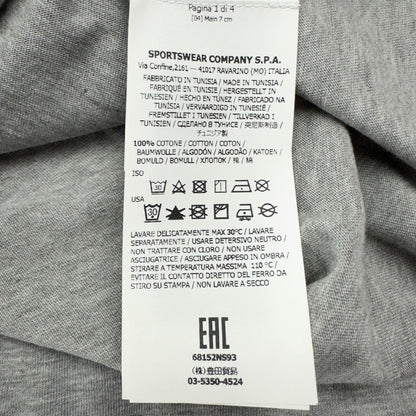 Pagina 1 di 4
[04] Main 7 cm
SPORTSWEAR COMPANY S.P.A.
Via Confine,2161 — 41017 RAVARINO (MO) ITALIA
FABBRICATO IN TUNISIA / MADE IN TUNISIA /
FABRIQUÉ EN TUNISIE / HERGESTELLT IN
TUNESIEN / HECHO EN TÚNEZ / FABRICADO NA
TUNÍSIA / VERVAARDIGD IN TUNESIË /
FREMSTILLET I TUNESIEN / TILLVERKAD I
TUNISIEN / СДЕЛАНО В ТУНИСЕ / 突尼斯制造 /
チュニジア製
100% COTONE / COTTON / COTON /
BAUMWOLLE / ALGODÓN / ALGODÃO / KATOEN /
BOMULD / BOMULL / ХЛОПОК / 棉 / 綿
ISO
30
USA
30
LAVARE DELICATAMENTE MAX 30°C / LAVARE
SEPARATAMENTE / USARE DETERSIVO NEUTRO /
NON TRATTARE CON CLORO / NON USARE
ASCIUGATRICE / ASCIUGARE APPESO IN OMBRA /
STIRARE A TEMPERATURA MASSIMA 110 °C /
EVITARE IL CONTATTO DIRETTO DEL FERRO DA
STIRO SU STAMPA / NON LAVARE A SECCO
EAC
68152NS93
(株)豊田貿易
03-5350-4524